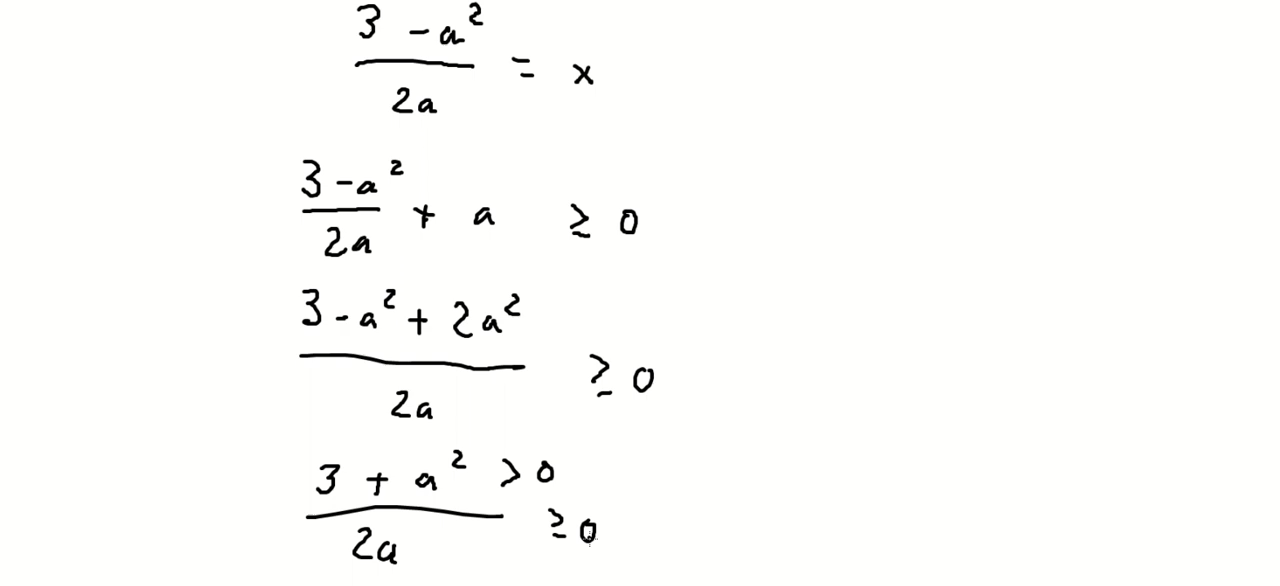 3 - a²
2a
= x
3 - a²
2a
+ a ≥ 0
3 - a² + 2a²
2a
≥ 0
3 + a² > 0
2a
≥ 0